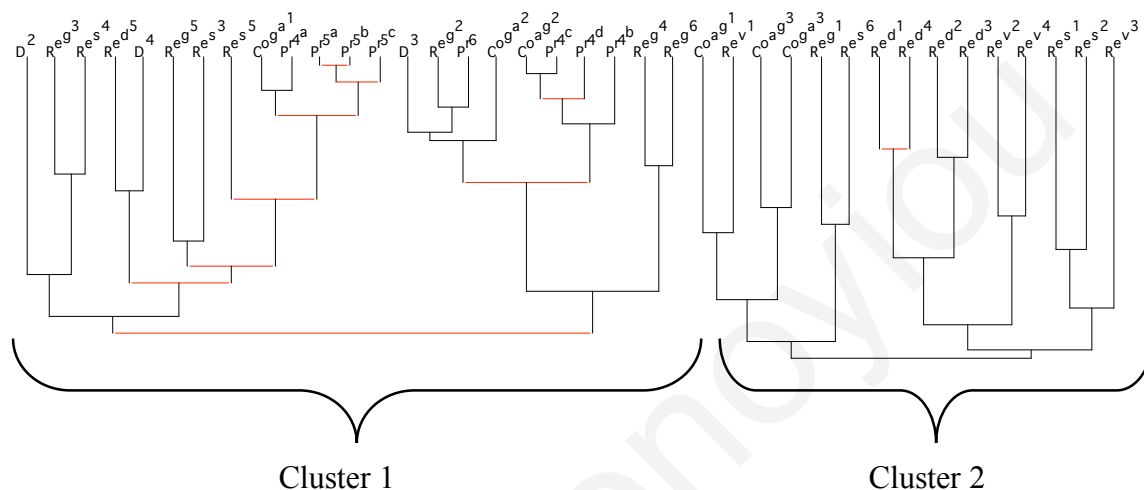 D² Reg³ Res⁴ Red⁵ D⁴ Reg⁵ Res³ Res⁵ Coga¹ Pr4ᵃ Pr5ᵃ Pr5ᵇ Pr5ᶜ D³ Reg² Pr6 Coga² Coag² Pr4ᶜ Pr4ᵈ Pr4ᵇ Reg⁴ Reg⁶ Coag¹ Rev¹ Coag³ Coga³ Reg¹ Res⁶ Red¹ Red⁴ Red² Red³ Rev² Rev⁴ Res¹ Res² Rev³
Cluster 1 Cluster 2